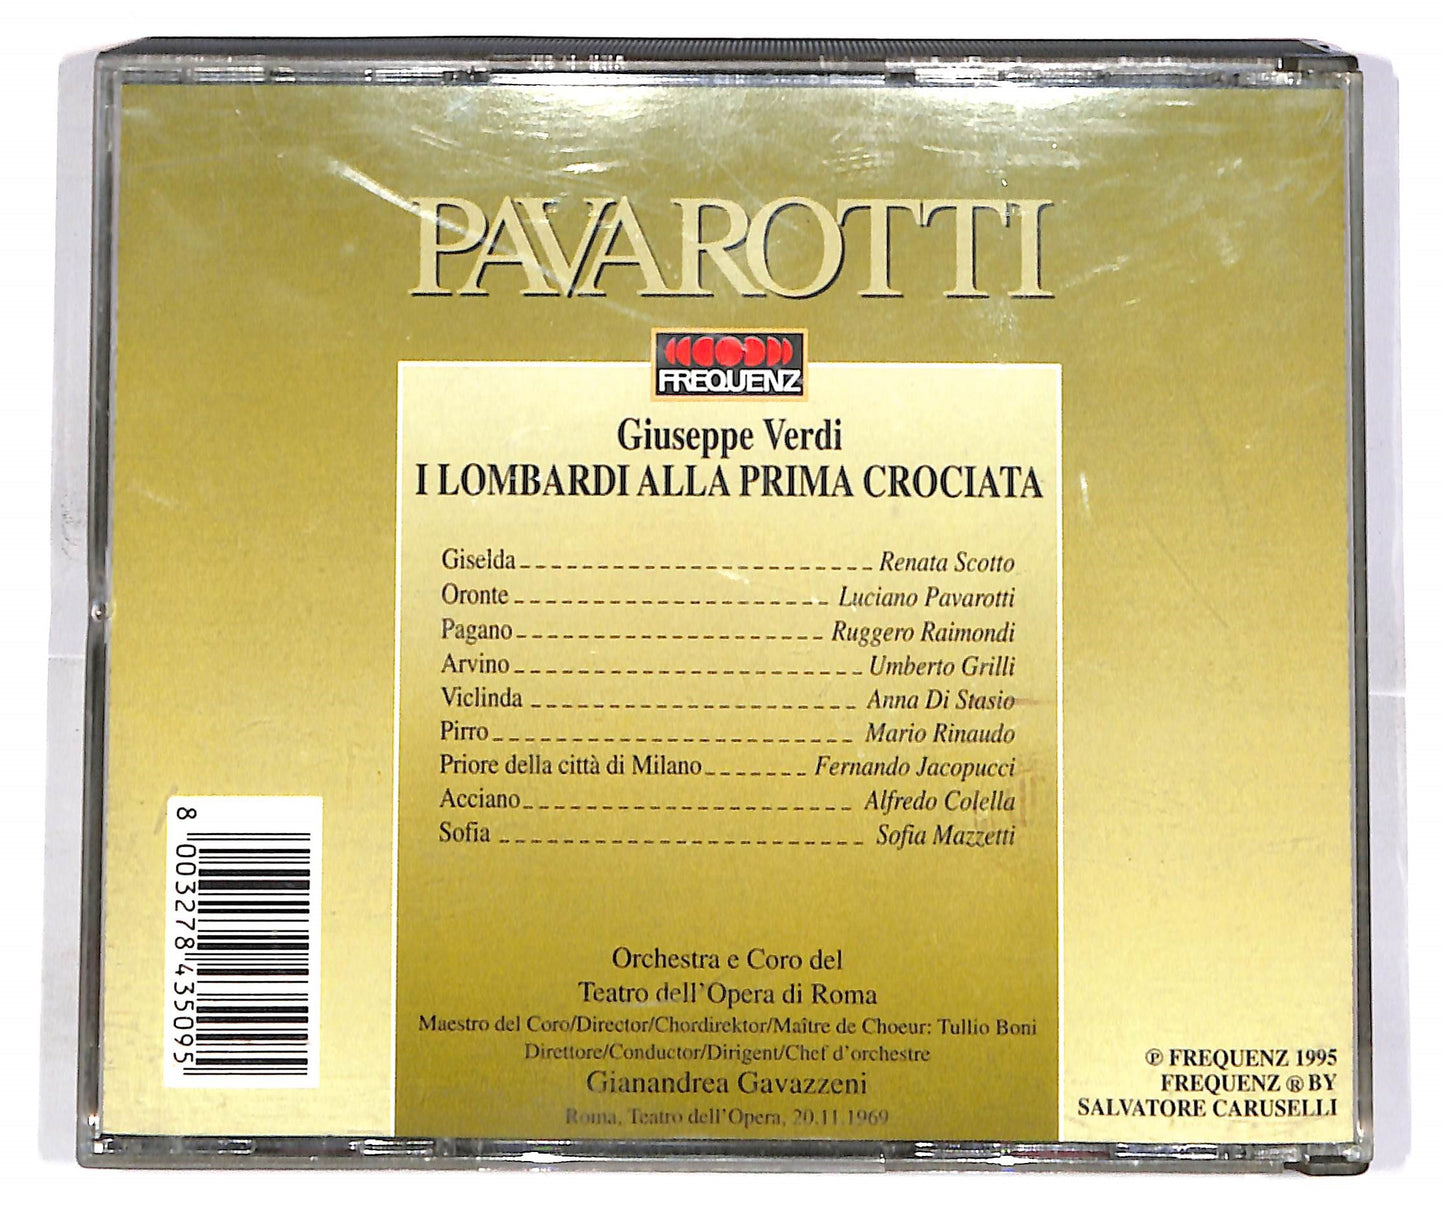 PAVAROTTI
FREQUENZ
Giuseppe Verdi
I LOMBARDI ALLA PRIMA CROCIATA
Giselda Renata Scotto
Oronte Luciano Pavarotti
Pagano Ruggero Raimondi
Arvino Umberto Grilli
Viclinda Anna Di Stasio
Pirro Mario Rinaudo
Priore della città di Milano Fernando Jacopucci
Acciano Alfredo Colella
Sofia Sofia Mazzetti
Orchestra e Coro del
Teatro dell'Opera di Roma
Maestro del Coro/Director/Chordirektor/Maître de Choeur: Tullio Boni
Direttore/Conductor/Dirigent/Chef d'orchestre
Gianandrea Gavazzeni
Roma, Teatro dell'Opera, 20.11.1969
8 003278 435095
℗ FREQUENZ 1995
FREQUENZ ® BY
SALVATORE CARUSELLI